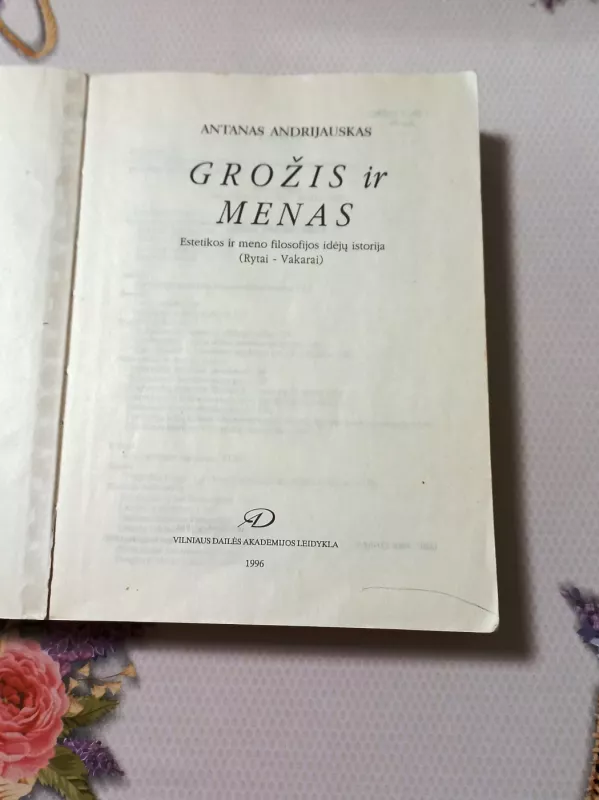 ANTANAS ANDRIJAUSKAS
GROŽIS ir
MENAS
Estetikos ir meno filosofijos idėjų istorija
(Rytai - Vakarai)
VILNIAUS DAILĖS AKADEMIJOS LEIDYKLA
1996